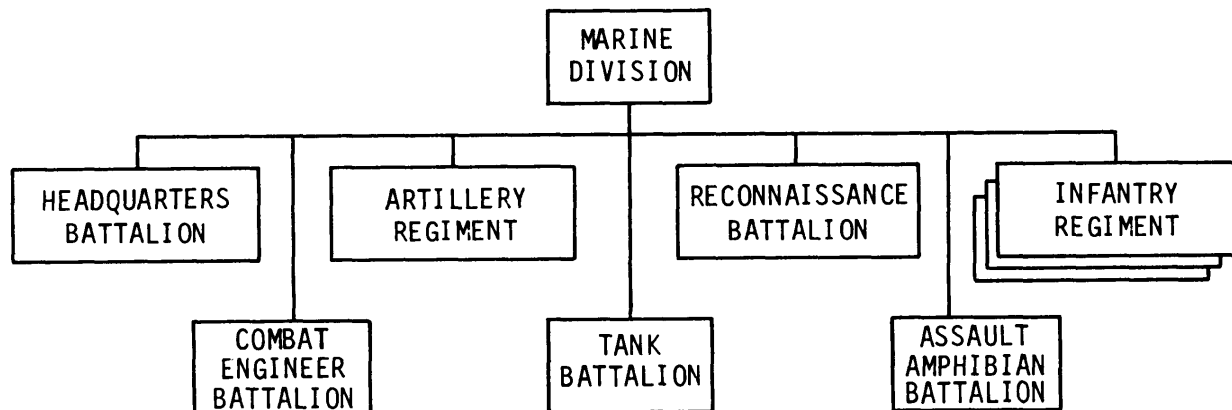 MARINE
DIVISION
HEADQUARTERS
BATTALION
ARTILLERY
REGIMENT
RECONNAISSANCE
BATTALION
INFANTRY
REGIMENT
COMBAT
ENGINEER
BATTALION
TANK
BATTALION
ASSAULT
AMPHIBIAN
BATTALION